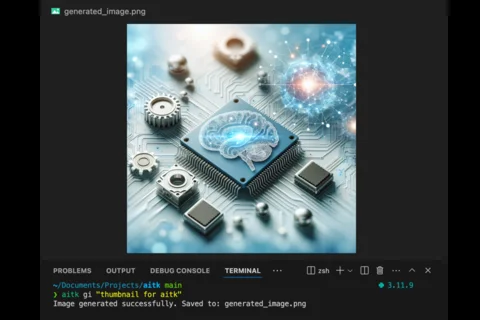 generated_image.png
PROBLEMS OUTPUT DEBUG CONSOLE TERMINAL ··· zsh
~/Documents/Projects/aitk main 3.11.9
❯ aitk gi "thumbnail for aitk"
Image generated successfully. Saved to: generated_image.png